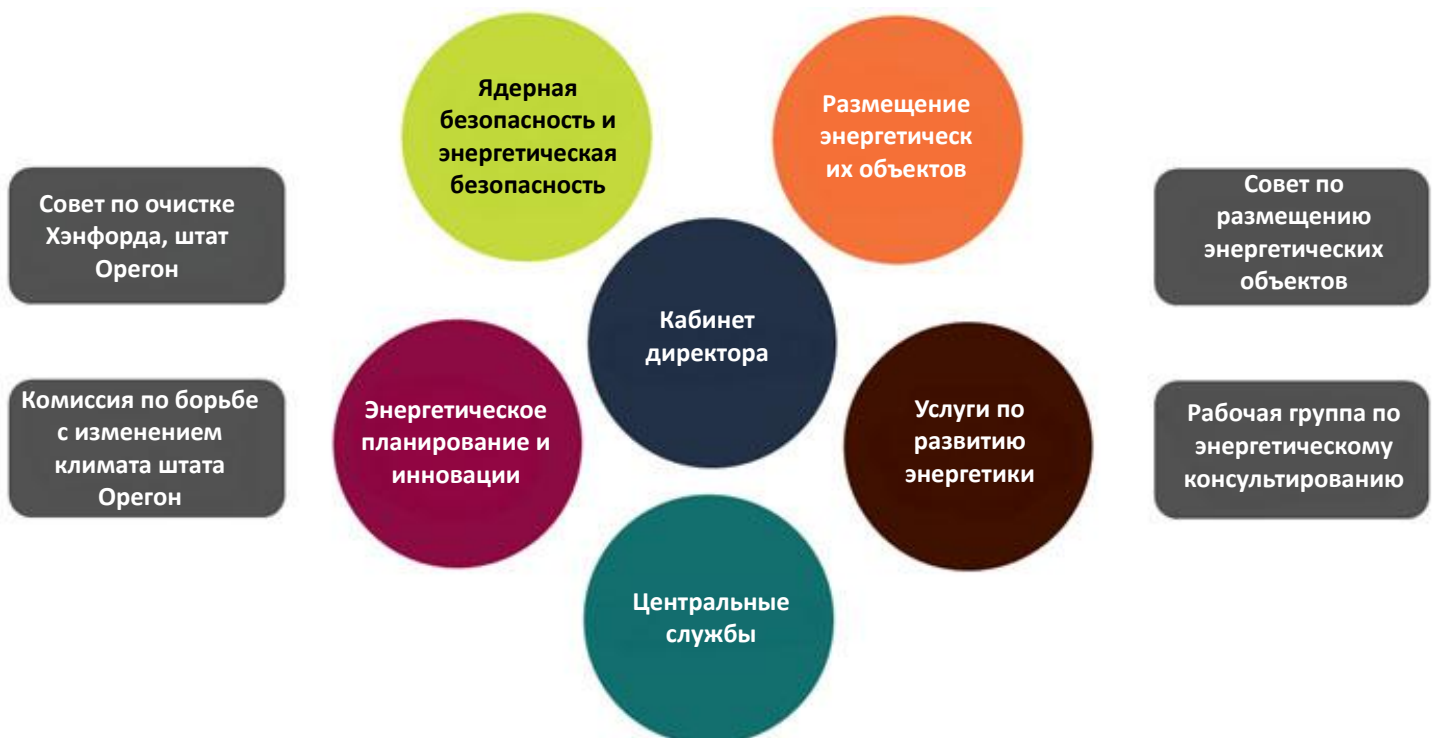 Ядерная
безопасность и
энергетическая
безопасность
Размещение
энергетическ
их объектов
Совет по очистке
Хэнфорда, штат
Орегон
Совет по
размещению
энергетических
объектов
Кабинет
директора
Комиссия по борьбе
с изменением
климата штата
Орегон
Энергетическое
планирование и
инновации
Услуги по
развитию
энергетики
Рабочая группа по
энергетическому
консультированию
Центральные
службы